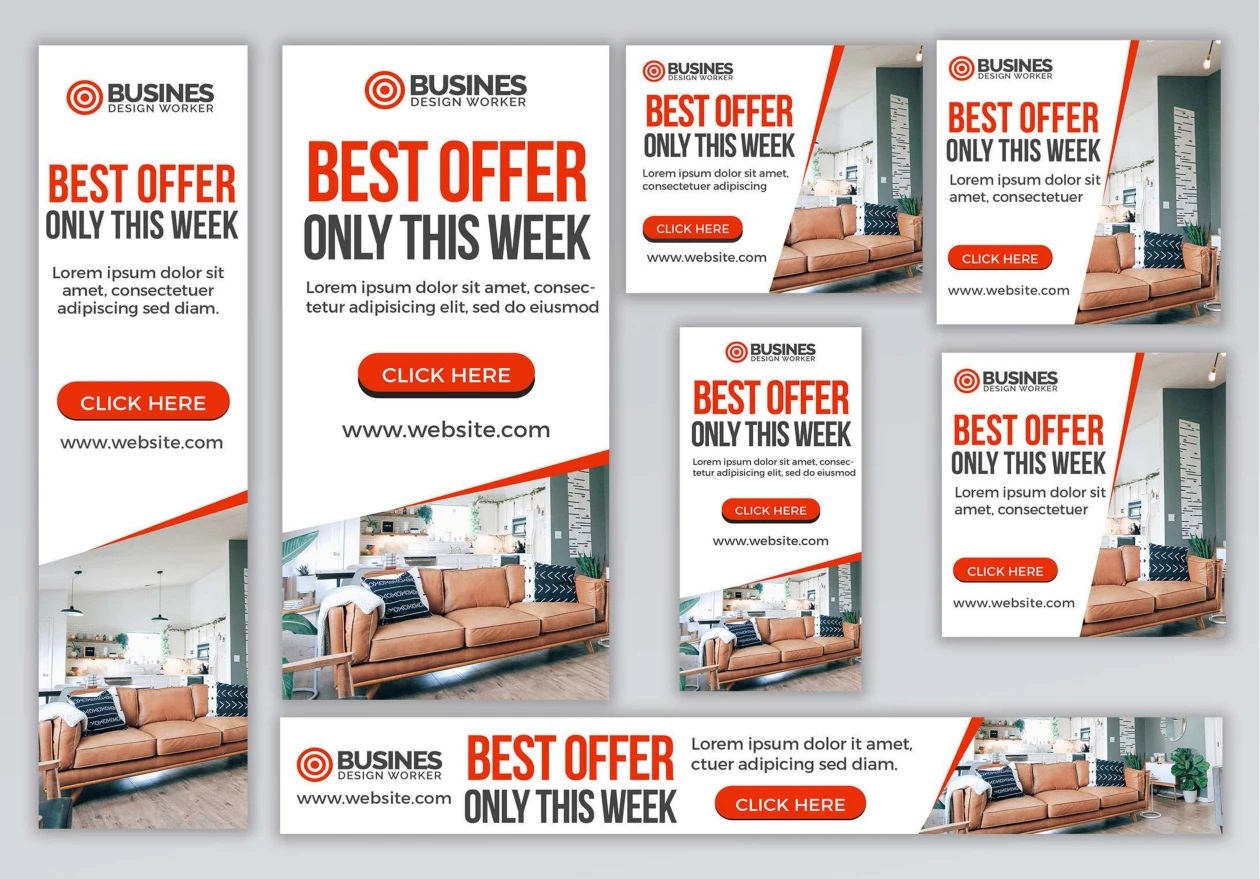 BUSINES
DESIGN WORKER
BEST OFFER
ONLY THIS WEEK
Lorem ipsum dolor sit
amet, consectetuer
adipiscing sed diam.
CLICK HERE
www.website.com
BUSINES
DESIGN WORKER
BEST OFFER
ONLY THIS WEEK
Lorem ipsum dolor sit amet, consec-
tetur adipisicing elit, sed do eiusmod
CLICK HERE
www.website.com
BUSINES
DESIGN WORKER
BEST OFFER
ONLY THIS WEEK
Lorem ipsum dolor sit amet,
consectetuer adipiscing
CLICK HERE
www.website.com
BUSINES
DESIGN WORKER
BEST OFFER
ONLY THIS WEEK
Lorem ipsum dolor sit
amet, consectetuer
CLICK HERE
www.website.com
BUSINES
DESIGN WORKER
BEST OFFER
ONLY THIS WEEK
Lorem ipsum dolor sit amet, consec-
tetur adipisicing elit, sed do eiusmod
CLICK HERE
www.website.com
BUSINES
DESIGN WORKER
BEST OFFER
ONLY THIS WEEK
Lorem ipsum dolor sit
amet, consectetuer
CLICK HERE
www.website.com
BUSINES
DESIGN WORKER
www.website.com
BEST OFFER
ONLY THIS WEEK
Lorem ipsum dolor it amet,
ctuer adipicing sed diam.
CLICK HERE